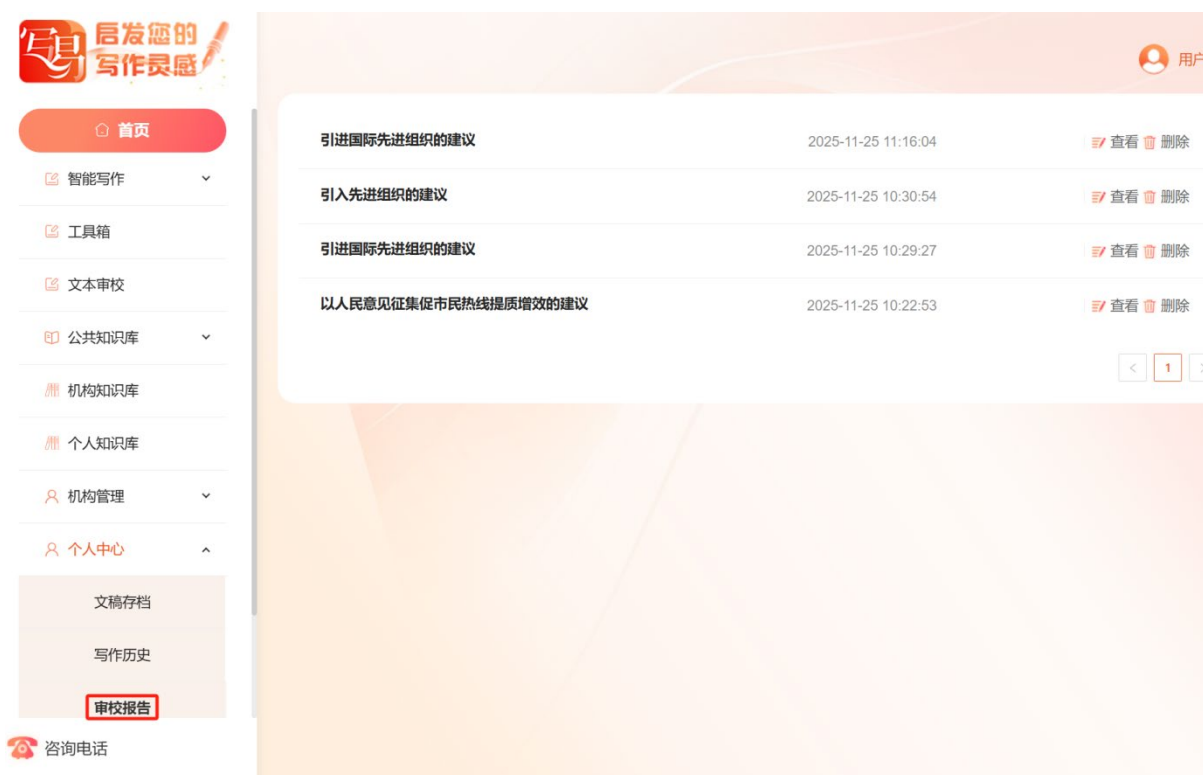 写易
启发您的
写作灵感
用户
首页
智能写作
工具箱
文本审校
公共知识库
机构知识库
个人知识库
机构管理
个人中心
文稿存档
写作历史
审校报告
咨询电话
引进国际先进组织的建议 2025-11-25 11:16:04 查看 删除
引入先进组织的建议 2025-11-25 10:30:54 查看 删除
引进国际先进组织的建议 2025-11-25 10:29:27 查看 删除
以人民意见征集促市民热线提质增效的建议 2025-11-25 10:22:53 查看 删除
< 1 >